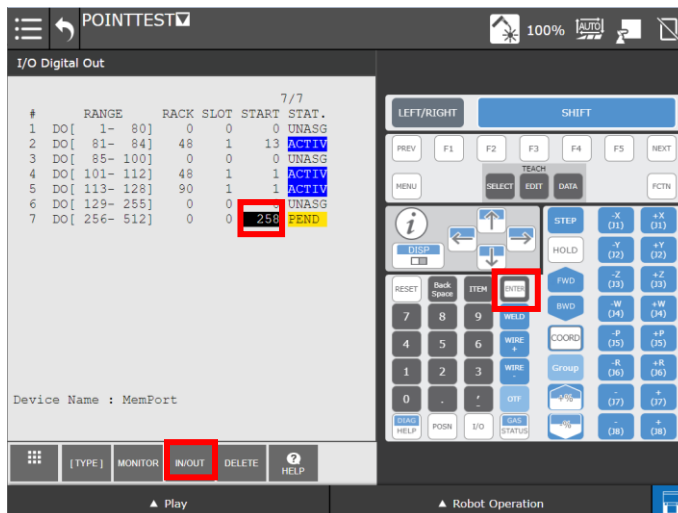 POINTTEST
100% AUTO
I/O Digital Out
7/7
# RANGE RACK SLOT START STAT.
1 DO[ 1- 80] 0 0 0 UNASG
2 DO[ 81- 84] 48 1 13 ACTIV
3 DO[ 85- 100] 0 0 0 UNASG
4 DO[ 101- 112] 48 1 1 ACTIV
5 DO[ 113- 128] 90 1 1 ACTIV
6 DO[ 129- 255] 0 0 0 UNASG
7 DO[ 256- 512] 0 0 258 PEND
Device Name : MemPort
[TYPE] MONITOR IN/OUT DELETE ? HELP
▲ Play
▲ Robot Operation
LEFT/RIGHT SHIFT
PREV F1 F2 F3 F4 F5 NEXT
TEACH
MENU SELECT EDIT DATA FCTN
i
DISP
STEP -X (J1) +X (J1)
HOLD -Y (J2) +Y (J2)
RESET Back Space ITEM ENTER FWD -Z (J3) +Z (J3)
7 8 9 WELD BWD -W (J4) +W (J4)
4 5 6 WIRE + COORD -P (J5) +P (J5)
1 2 3 WIRE - Group -R (J6) +R (J6)
0 . OTF +% - (J7) + (J7)
DIAG HELP POSN I/O GAS STATUS -% - (J8) + (J8)